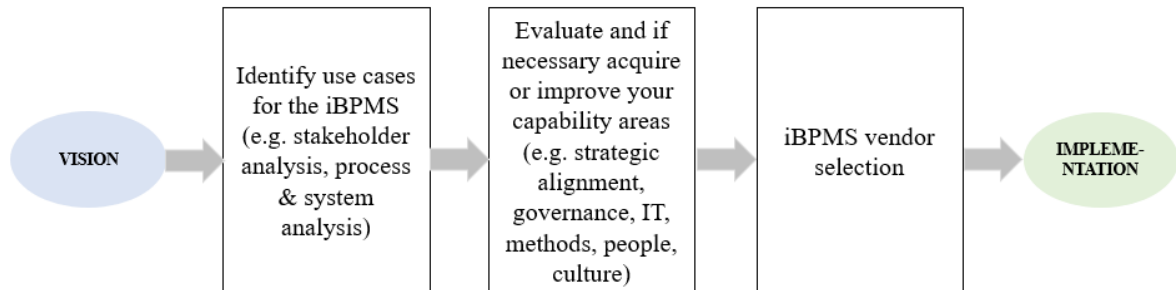 VISION
Identify use cases
for the iBPMS
(e.g. stakeholder
analysis, process
& system
analysis)
Evaluate and if
necessary acquire
or improve your
capability areas
(e.g. strategic
alignment,
governance, IT,
methods, people,
culture)
iBPMS vendor
selection
IMPLEME-
NTATION